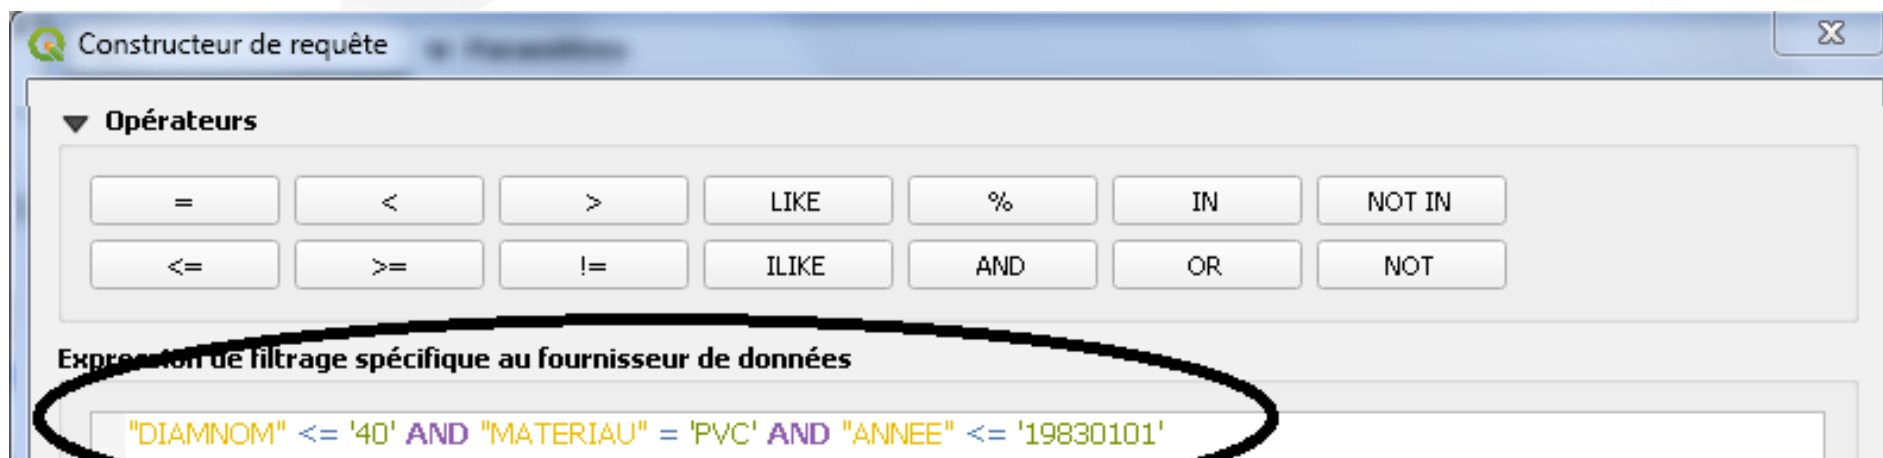 Constructeur de requête
Opérateurs
= < > LIKE % IN NOT IN
<= >= != ILIKE AND OR NOT
Expression de filtrage spécifique au fournisseur de données
"DIAMNOM" <= '40' AND "MATERIAU" = 'PVC' AND "ANNEE" <= '19830101'